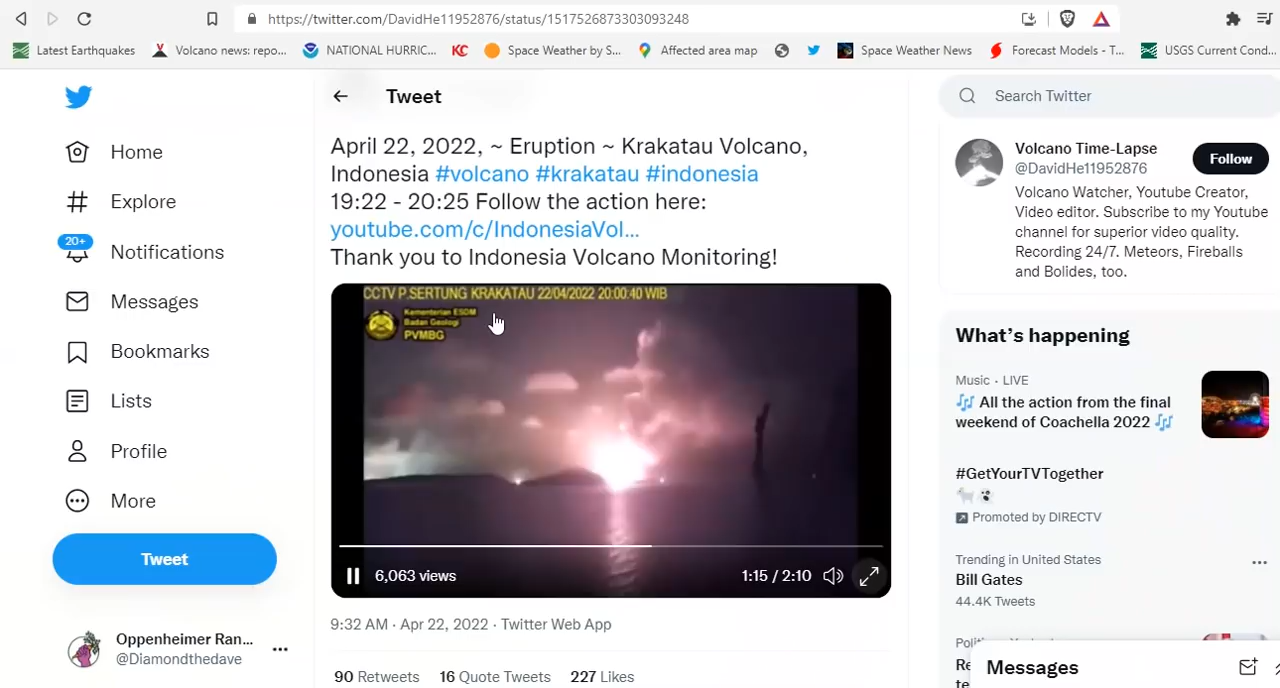 https://twitter.com/DavidHe11952876/status/1517526873303093248
Latest Earthquakes
Volcano news: repo...
NATIONAL HURRIC...
KC
Space Weather by S...
Affected area map
Space Weather News
Forecast Models - T...
USGS Current Cond...
Home
Explore
20+
Notifications
Messages
Bookmarks
Lists
Profile
More
Tweet
Oppenheimer Ran...
@Diamondthedave
Tweet
April 22, 2022, ~ Eruption ~ Krakatau Volcano,
Indonesia #volcano #krakatau #indonesia
19:22 - 20:25 Follow the action here:
youtube.com/c/IndonesiaVol...
Thank you to Indonesia Volcano Monitoring!
CCTV P.SERTUNG KRAKATAU 22/04/2022 20:00:40 WIB
Kementerian ESDM
Badan Geologi
PVMBG
6,063 views
1:15 / 2:10
9:32 AM · Apr 22, 2022 · Twitter Web App
90 Retweets 16 Quote Tweets 227 Likes
Search Twitter
Volcano Time-Lapse
@DavidHe11952876
Follow
Volcano Watcher, Youtube Creator,
Video editor. Subscribe to my Youtube
channel for superior video quality.
Recording 24/7. Meteors, Fireballs
and Bolides, too.
What's happening
Music · LIVE
All the action from the final
weekend of Coachella 2022
#GetYourTVTogether
Promoted by DIRECTV
Trending in United States
Bill Gates
44.4K Tweets
Messages